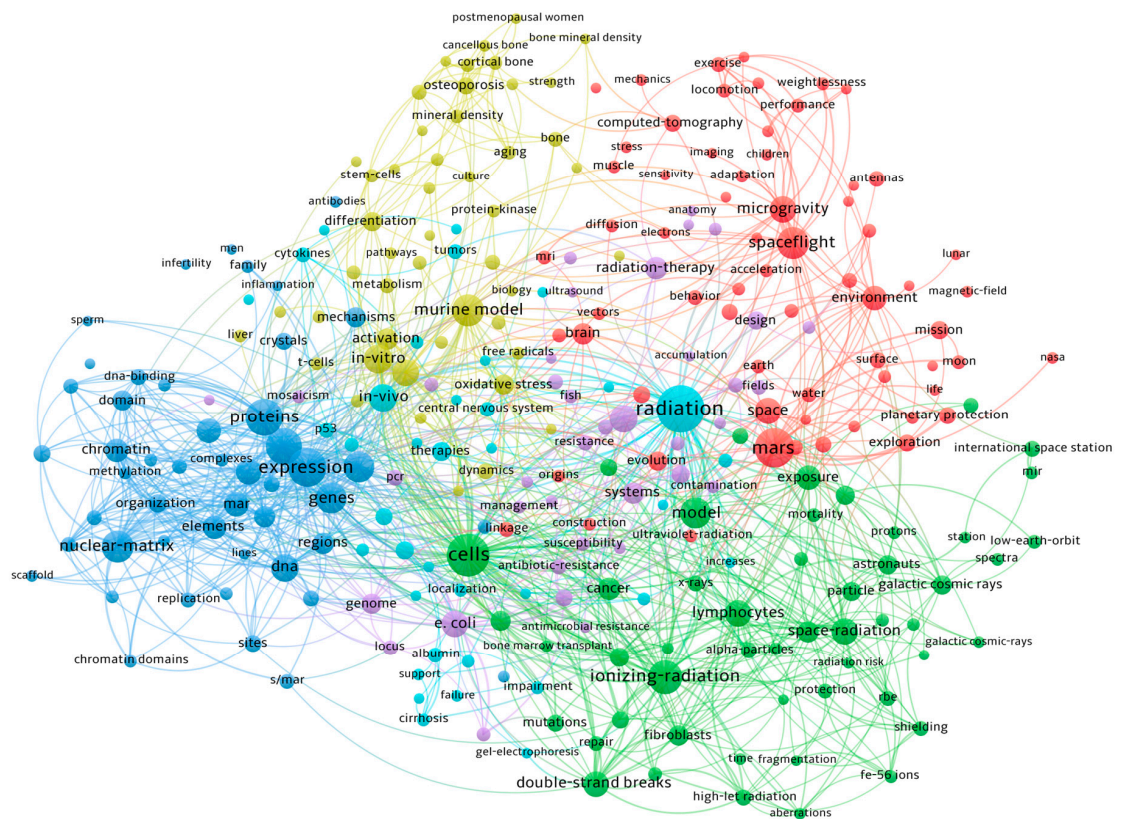 postmenopausal women
bone mineral density
cancellous bone
cortical bone
exercise
mechanics
strength
weightlessness
osteoporosis
locomotion
performance
mineral density
computed-tomography
bone
stress
imaging
children
aging
muscle
sensitivity
adaptation
antennas
stem-cells
culture
antibodies
protein-kinase
anatomy
microgravity
differentiation
diffusion
electrons
spaceflight
men
cytokines
pathways
tumors
mri
lunar
infertility
family
radiation-therapy
acceleration
inflammation
metabolism
biology
ultrasound
behavior
environment
magnetic-field
sperm
mechanisms
murine model
vectors
design
liver
crystals
activation
brain
mission
t-cells
in-vitro
free radicals
accumulation
earth
surface
moon
nasa
dna-binding
oxidative stress
fields
water
life
domain
mosaicism
in-vivo
fish
central nervous system
radiation
space
planetary protection
proteins
p53
resistance
exploration
international space station
chromatin
complexes
therapies
mars
methylation
expression
pcr
dynamics
origins
evolution
contamination
exposure
mir
organization
mar
genes
management
systems
model
mortality
elements
linkage
construction
ultraviolet-radiation
protons
nuclear-matrix
lines
regions
cells
susceptibility
station
low-earth-orbit
antibiotic-resistance
increases
astronauts
spectra
scaffold
dna
localization
cancer
x-rays
particle
galactic cosmic rays
replication
genome
lymphocytes
e. coli
antimicrobial resistance
space-radiation
sites
locus
bone marrow transplant
alpha-particles
galactic cosmic-rays
chromatin domains
albumin
radiation risk
support
ionizing-radiation
s/mar
failure
impairment
protection
rbe
cirrhosis
mutations
fibroblasts
shielding
gel-electrophoresis
repair
time
fragmentation
double-strand breaks
fe-56 ions
high-let radiation
aberrations